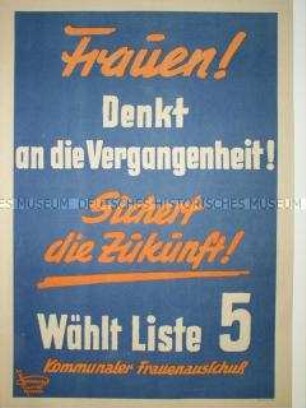 Frauen!
Denkt
an die Vergangenheit!
DEUTSCHES HISTORISCHES MUSEUM
Sichert
die Zukunft!
Wählt Liste 5
Kommunaler Frauenausschuß